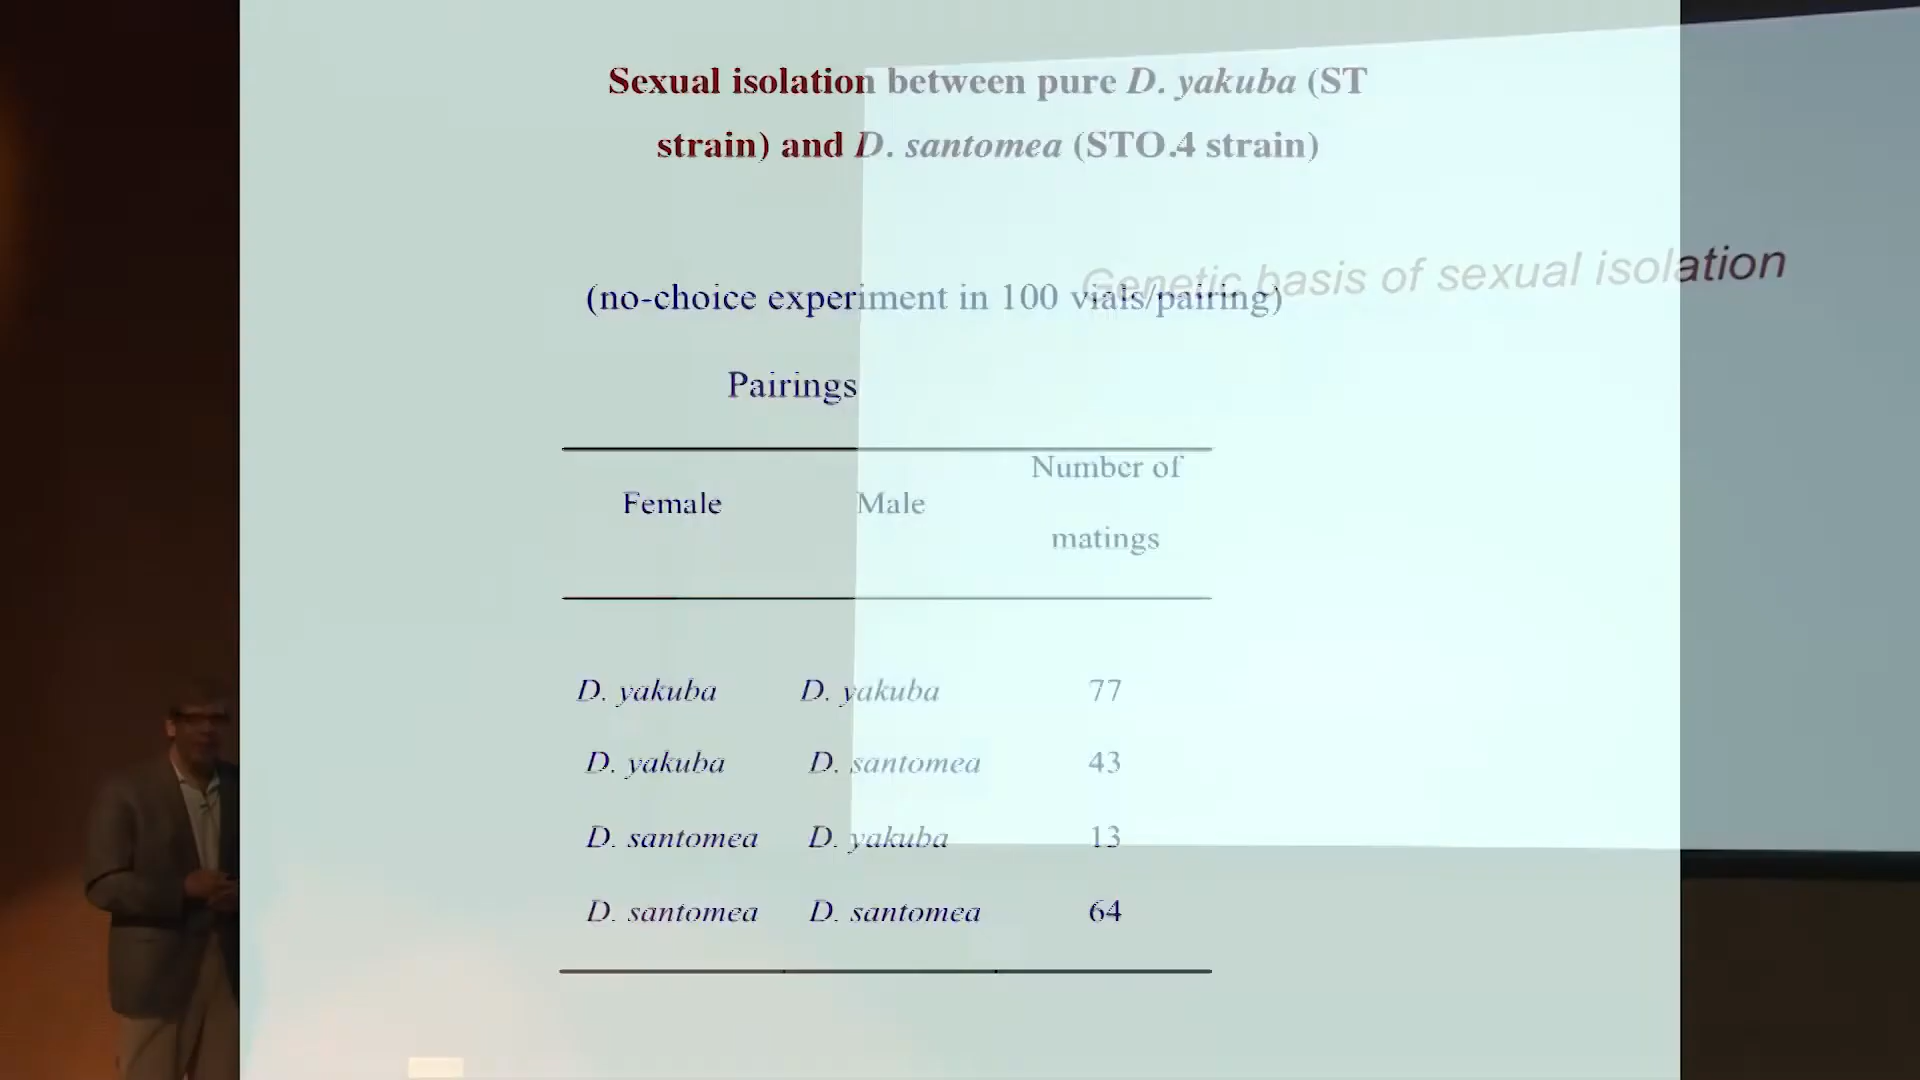 Sexual isolation between pure D. yakuba (ST
strain) and D. santomea (STO.4 strain)
Genetic basis of sexual isolation
(no-choice experiment in 100 vials/pairing)
Pairings
Female Male Number of
matings
D. yakuba D. yakuba 77
D. yakuba D. santomea 43
D. santomea D. yakuba 13
D. santomea D. santomea 64